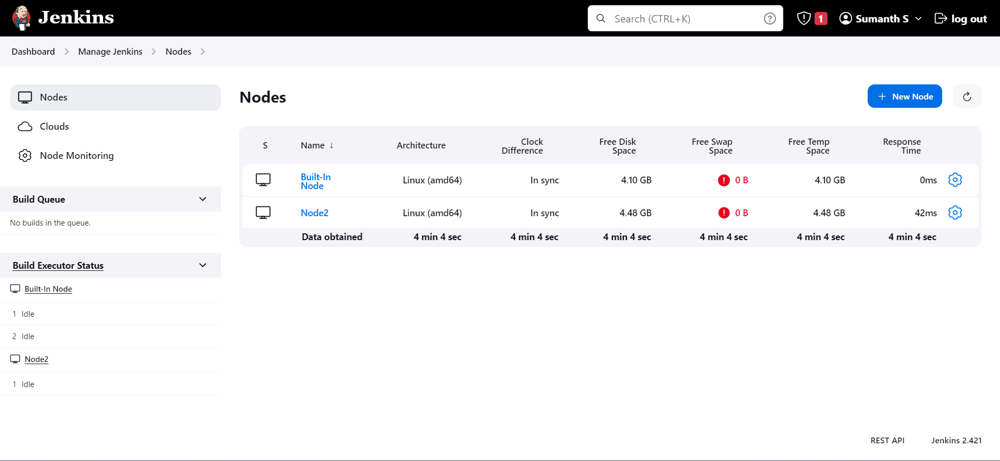 Jenkins
Search (CTRL+K)
?
1
Sumanth S
log out
Dashboard
Manage Jenkins
Nodes
Nodes
Clouds
Node Monitoring
Build Queue
No builds in the queue.
Build Executor Status
Built-In Node
1 Idle
2 Idle
Node2
1 Idle
Nodes
+ New Node
S Name ↓ Architecture Clock Difference Free Disk Space Free Swap Space Free Temp Space Response Time
Built-In Node Linux (amd64) In sync 4.10 GB ! 0 B 4.10 GB 0ms
Node2 Linux (amd64) In sync 4.48 GB ! 0 B 4.48 GB 42ms
Data obtained 4 min 4 sec 4 min 4 sec 4 min 4 sec 4 min 4 sec 4 min 4 sec 4 min 4 sec
REST API
Jenkins 2.421